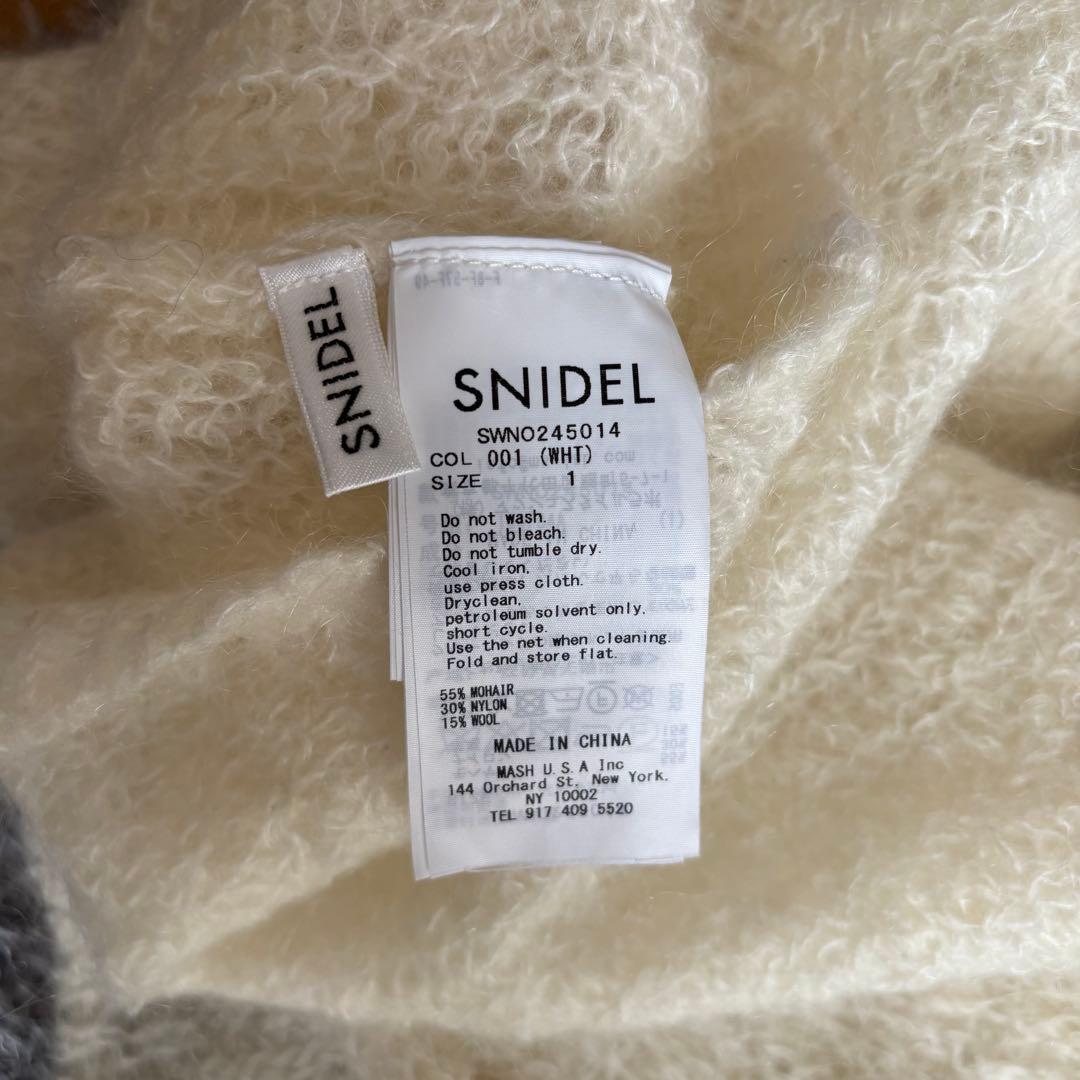 SNIDEL
SNIDEL
SWNO245014
COL 001 (WHT)
SIZE 1
Do not wash.
Do not bleach.
Do not tumble dry.
Cool iron,
use press cloth.
Dryclean,
petroleum solvent only.
short cycle.
Use the net when cleaning.
Fold and store flat.
55% MOHAIR
30% NYLON
15% WOOL
MADE IN CHINA
MASH U.S.A Inc
144 Orchard St. New York.
NY 10002
TEL 917 409 5520